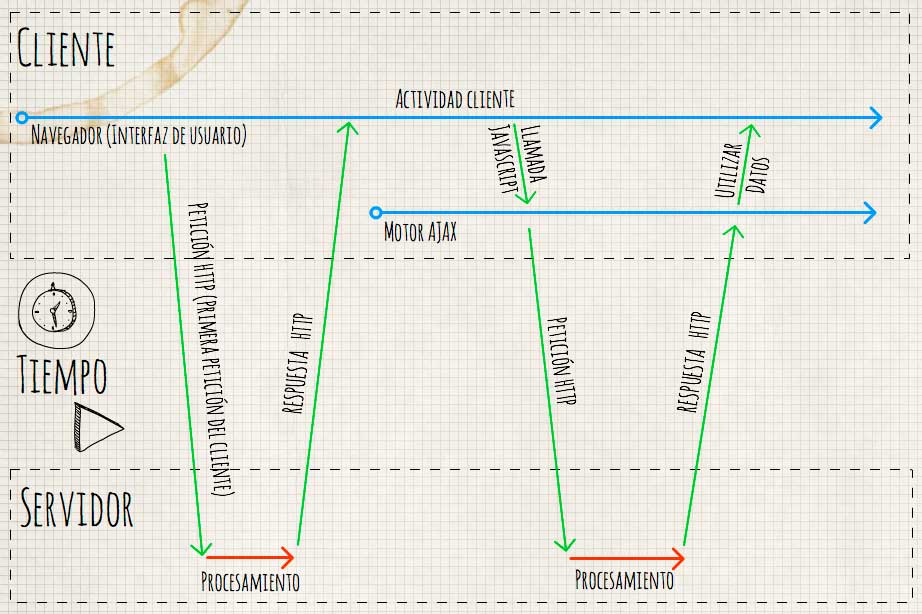 CLIENTE
ACTIVIDAD CLIENTE
NAVEGADOR (INTERFAZ DE USUARIO)
LLAMADA
JAVASCRIPT
UTILIZAR
DATOS
MOTOR AJAX
PETICIÓN HTTP (PRIMERA PETICIÓN DEL CLIENTE)
RESPUESTA HTTP
PETICIÓN HTTP
RESPUESTA HTTP
TIEMPO
SERVIDOR
PROCESAMIENTO
PROCESAMIENTO